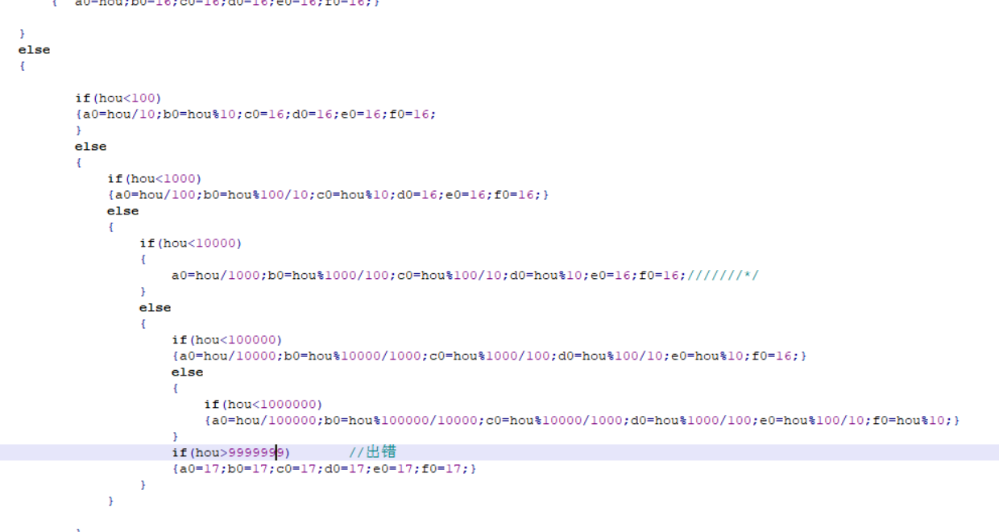 { a0=hou;b0=16;c0=16;d0=16;e0=16;f0=16;}
}
else
{
if(hou<100)
{a0=hou/10;b0=hou%10;c0=16;d0=16;e0=16;f0=16;
}
else
{
if(hou<1000)
{a0=hou/100;b0=hou%100/10;c0=hou%10;d0=16;e0=16;f0=16;}
else
{
if(hou<10000)
{
a0=hou/1000;b0=hou%1000/100;c0=hou%100/10;d0=hou%10;e0=16;f0=16;///////*/
}
else
{
if(hou<100000)
{a0=hou/10000;b0=hou%10000/1000;c0=hou%1000/100;d0=hou%100/10;e0=hou%10;f0=16;}
else
{
if(hou<1000000)
{a0=hou/100000;b0=hou%100000/10000;c0=hou%10000/1000;d0=hou%1000/100;e0=hou%100/10;f0=hou%10;}
}
if(hou>9999999) //出错
{a0=17;b0=17;c0=17;d0=17;e0=17;f0=17;}
}
}
}